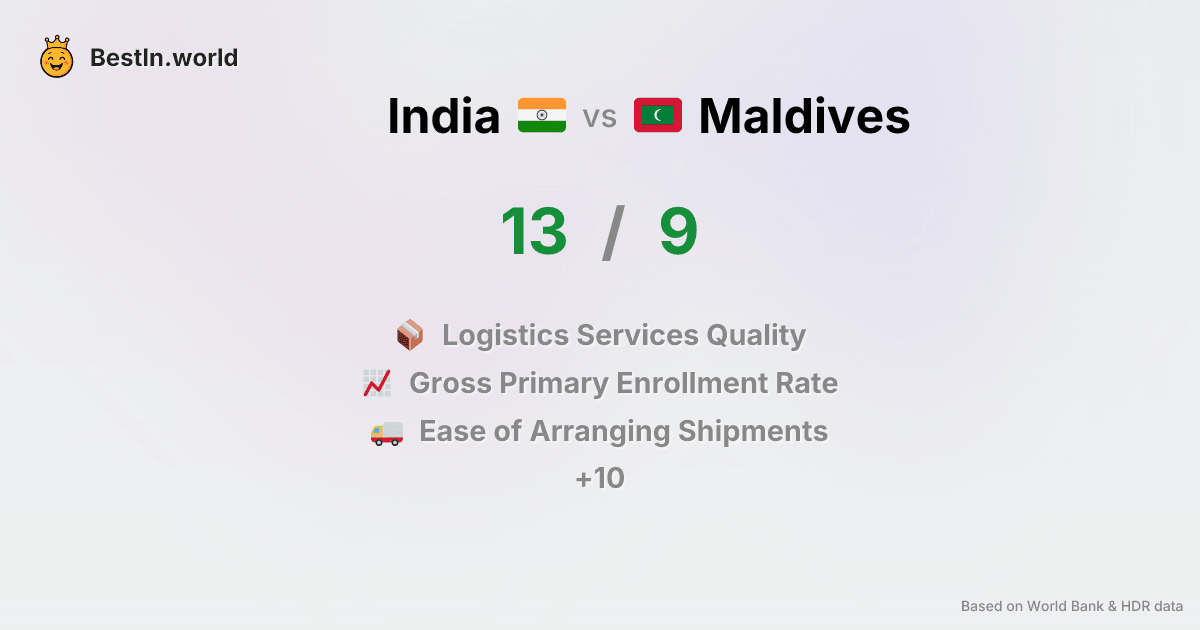 BestIn.world
India vs Maldives
13 / 9
Logistics Services Quality
Gross Primary Enrollment Rate
Ease of Arranging Shipments
+10
Based on World Bank & HDR data